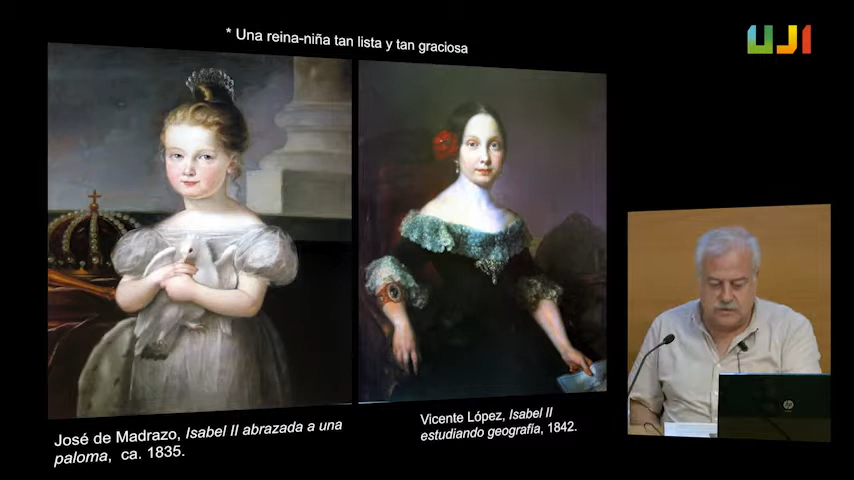 * Una reina-niña tan lista y tan graciosa
UJI
José de Madrazo, Isabel II abrazada a una
paloma, ca. 1835.
Vicente López, Isabel II
estudiando geografía, 1842.
hp